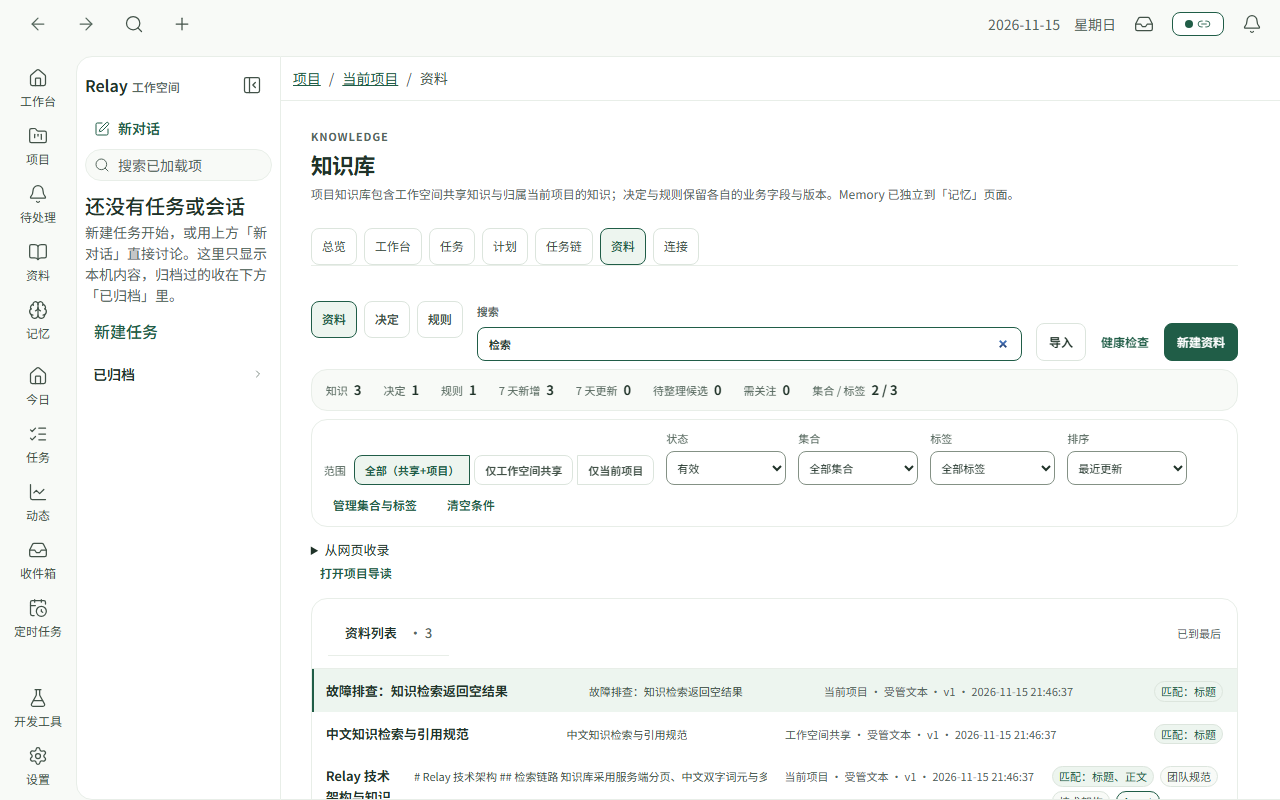 2026-11-15 星期日
工作台
项目
待处理
资料
记忆
今日
任务
动态
收件箱
定时任务
开发工具
设置
Relay 工作空间
新对话
搜索已加载项
还没有任务或会话
新建任务开始，或用上方「新
对话」直接讨论。这里只显示
本机内容，归档过的收在下方
「已归档」里。
新建任务
已归档
项目 / 当前项目 / 资料
KNOWLEDGE
知识库
项目知识库包含工作空间共享知识与归属当前项目的知识；决定与规则保留各自的业务字段与版本。Memory 已独立到「记忆」页面。
总览 工作台 任务 计划 任务链 资料 连接
资料 决定 规则
搜索
检索
导入 健康检查 新建资料
知识 3 决定 1 规则 1 7 天新增 3 7 天更新 0 待整理候选 0 需关注 0 集合 / 标签 2 / 3
范围 全部（共享+项目） 仅工作空间共享 仅当前项目
状态 集合 标签 排序
有效 全部集合 全部标签 最近更新
管理集合与标签 清空条件
从网页收录
打开项目导读
资料列表 · 3 已到最后
故障排查：知识检索返回空结果 故障排查：知识检索返回空结果 当前项目 · 受管文本 · v1 · 2026-11-15 21:46:37 匹配：标题
中文知识检索与引用规范 中文知识检索与引用规范 工作空间共享 · 受管文本 · v1 · 2026-11-15 21:46:37 匹配：标题
Relay 技术 # Relay 技术架构 ## 检索链路 知识库采用服务端分页、中文双字词元与多 当前项目 · 受管文本 · v1 · 2026-11-15 21:46:37 匹配：标题、正文 团队规范
架构与知识